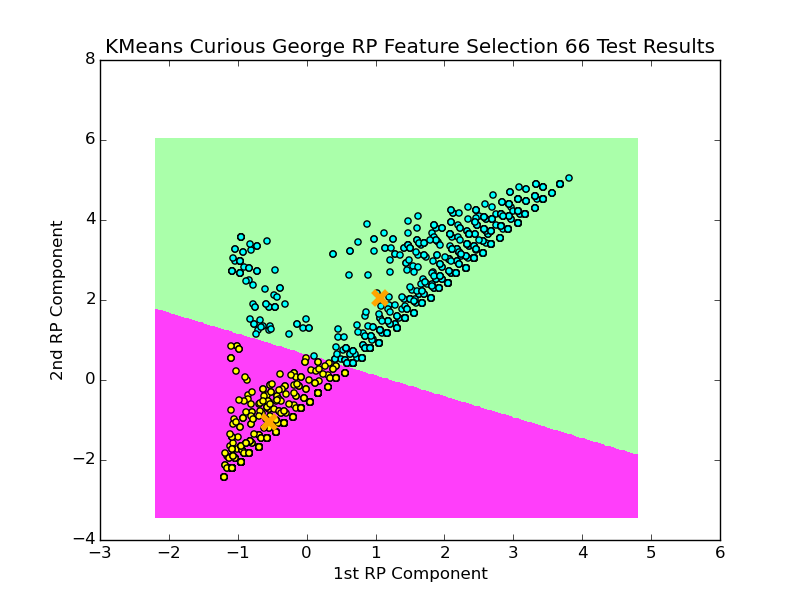 KMeans Curious George RP Feature Selection 66 Test Results
8
6
4
2
0
−2
−4
2nd RP Component
−3 −2 −1 0 1 2 3 4 5 6
1st RP Component